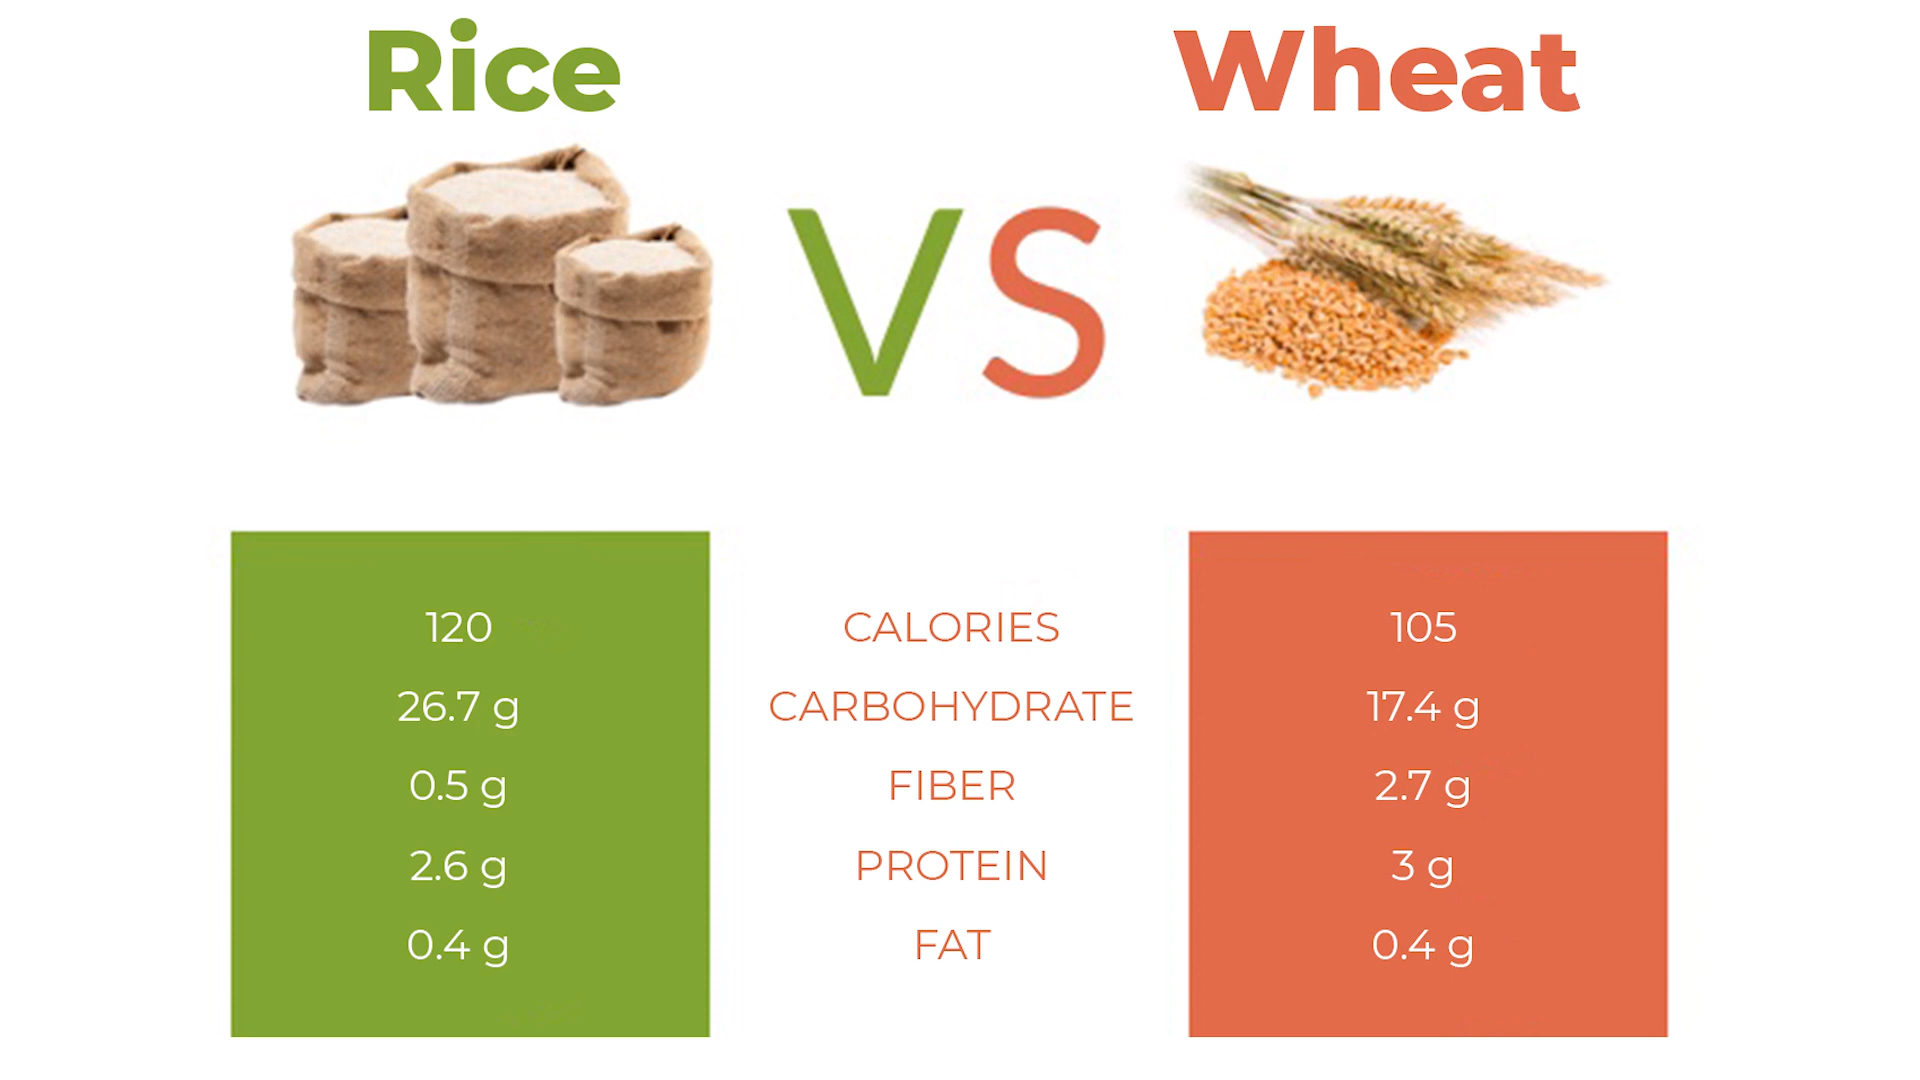 Rice
Wheat
VS
120 CALORIES 105
26.7 g CARBOHYDRATE 17.4 g
0.5 g FIBER 2.7 g
2.6 g PROTEIN 3 g
0.4 g FAT 0.4 g